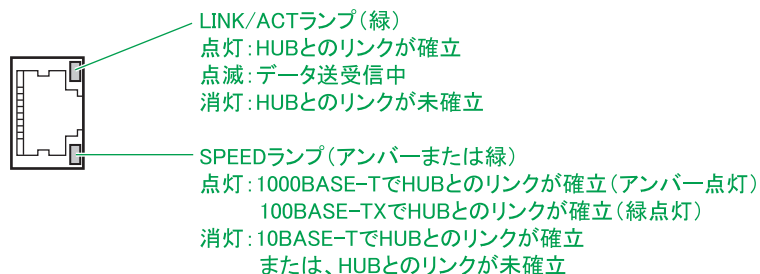 LINK/ACTランプ（緑）
点灯：HUBとのリンクが確立
点滅：データ送受信中
消灯：HUBとのリンクが未確立
SPEEDランプ（アンバーまたは緑）
点灯：1000BASE-TでHUBとのリンクが確立（アンバー点灯）
100BASE-TXでHUBとのリンクが確立（緑点灯）
消灯：10BASE-TでHUBとのリンクが確立
または、HUBとのリンクが未確立